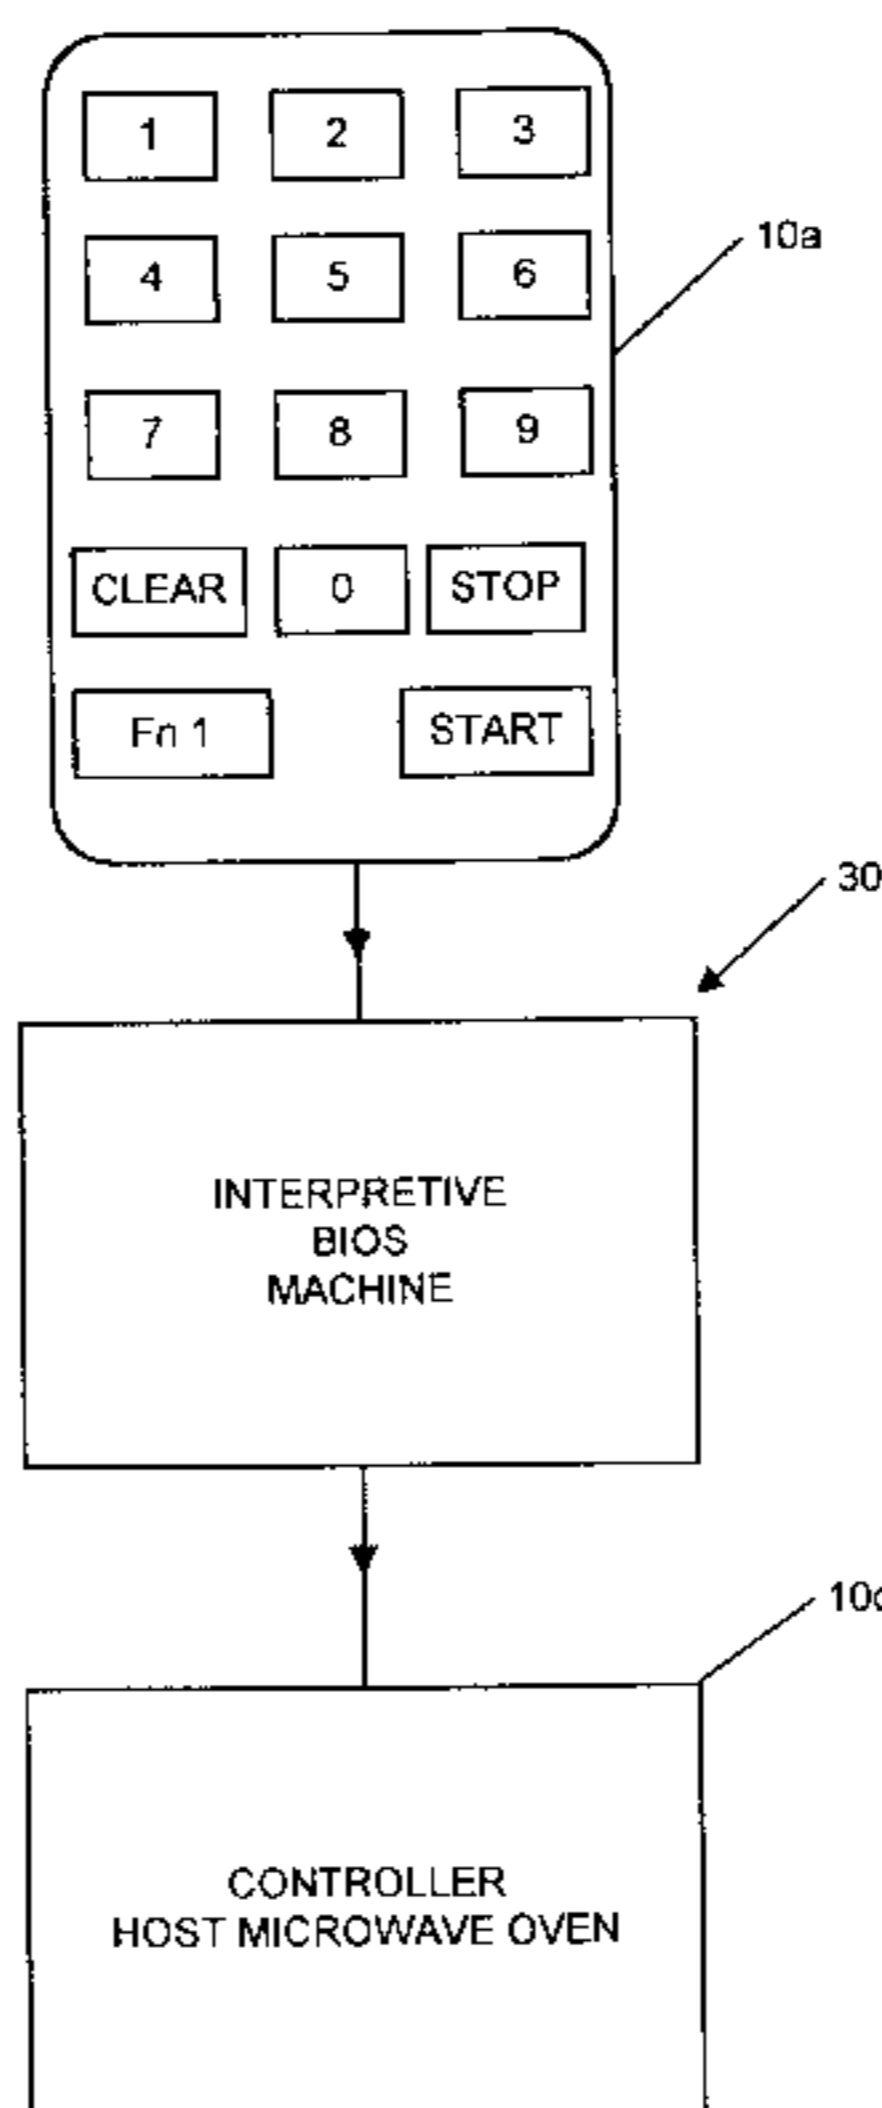 1 2 3
10a
4 5 6
7 8 9
CLEAR 0 STOP
Fn 1 START
30
INTERPRETIVE
BIOS
MACHINE
CONTROLLER
HOST MICROWAVE OVEN